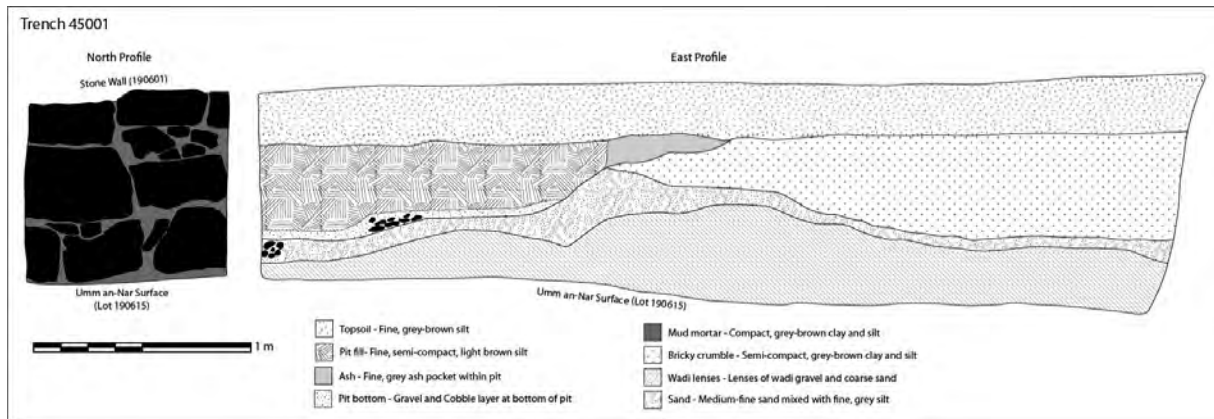 Trench 45001
North Profile
East Profile
Stone Wall (190601)
Umm an-Nar Surface
(Lot 190615)
Umm an-Nar Surface (Lot 190615)
1 m
Topsoil - Fine, grey-brown silt
Pit fill- Fine, semi-compact, light brown silt
Ash - Fine, grey ash pocket within pit
Pit bottom - Gravel and Cobble layer at bottom of pit
Mud mortar - Compact, grey-brown clay and silt
Bricky crumble - Semi-compact, grey-brown clay and silt
Wadi lenses - Lenses of wadi gravel and coarse sand
Sand - Medium-fine sand mixed with fine, grey silt